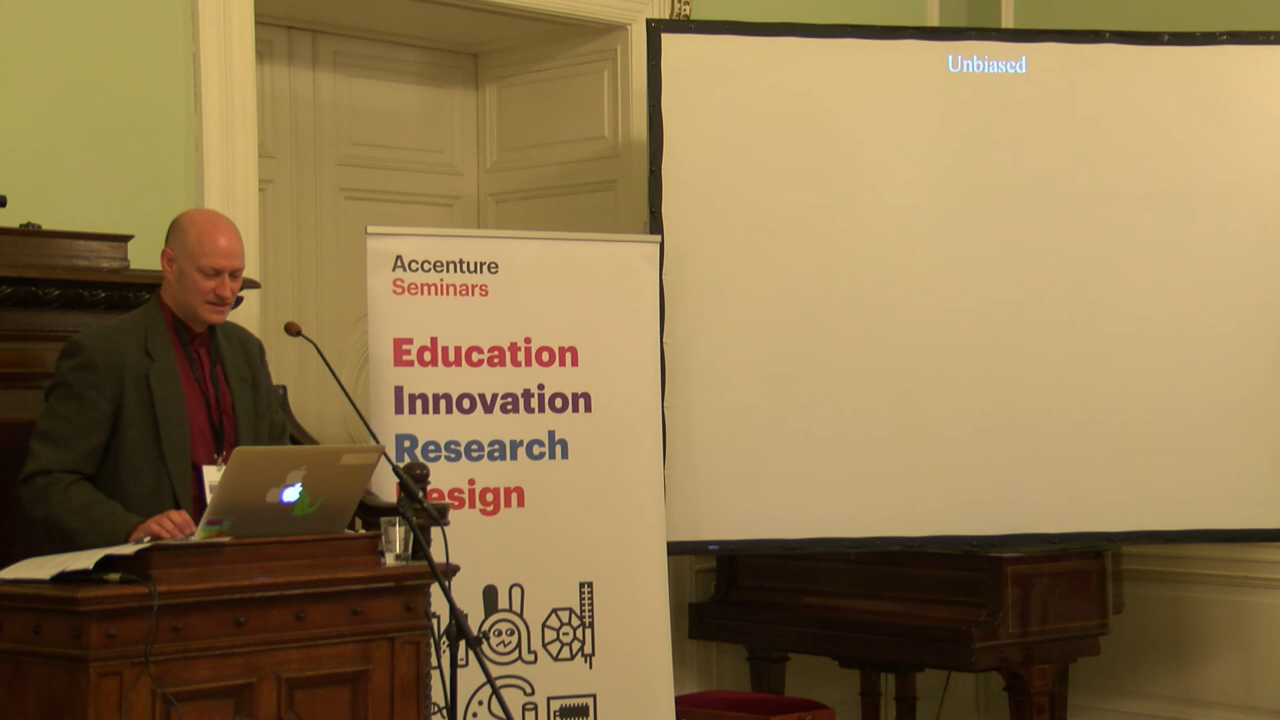 Unbiased
Accenture
Seminars
Education
Innovation
Research
Design